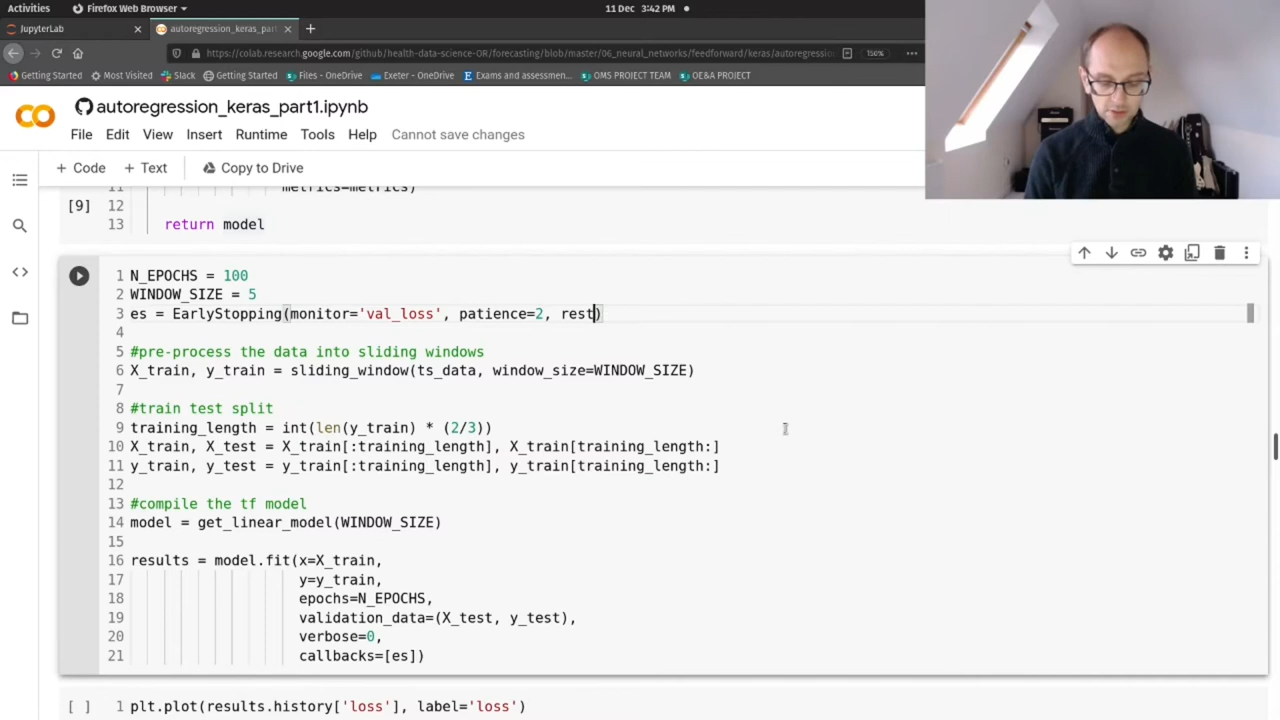 Activities
Firefox Web Browser
11 Dec 3:42 PM
JupyterLab
autoregression_keras_part
https://colab.research.google.com/github/health-data-science-OR/forecasting/blob/master/06_neural_networks/feedforward/keras/autoregression
150%
Getting Started
Most Visited
Slack
Getting Started
Files - OneDrive
Exeter - OneDrive
Exams and assessmen...
OMS PROJECT TEAM
OE&A PROJECT
autoregression_keras_part1.ipynb
File Edit View Insert Runtime Tools Help Cannot save changes
+ Code + Text Copy to Drive
11 metrics=metrics)
[9] 12
13 return model
1 N_EPOCHS = 100
2 WINDOW_SIZE = 5
3 es = EarlyStopping(monitor='val_loss', patience=2, rest)
4
5 #pre-process the data into sliding windows
6 X_train, y_train = sliding_window(ts_data, window_size=WINDOW_SIZE)
7
8 #train test split
9 training_length = int(len(y_train) * (2/3))
10 X_train, X_test = X_train[:training_length], X_train[training_length:]
11 y_train, y_test = y_train[:training_length], y_train[training_length:]
12
13 #compile the tf model
14 model = get_linear_model(WINDOW_SIZE)
15
16 results = model.fit(x=X_train,
17 y=y_train,
18 epochs=N_EPOCHS,
19 validation_data=(X_test, y_test),
20 verbose=0,
21 callbacks=[es])
[ ] 1 plt.plot(results.history['loss'], label='loss')